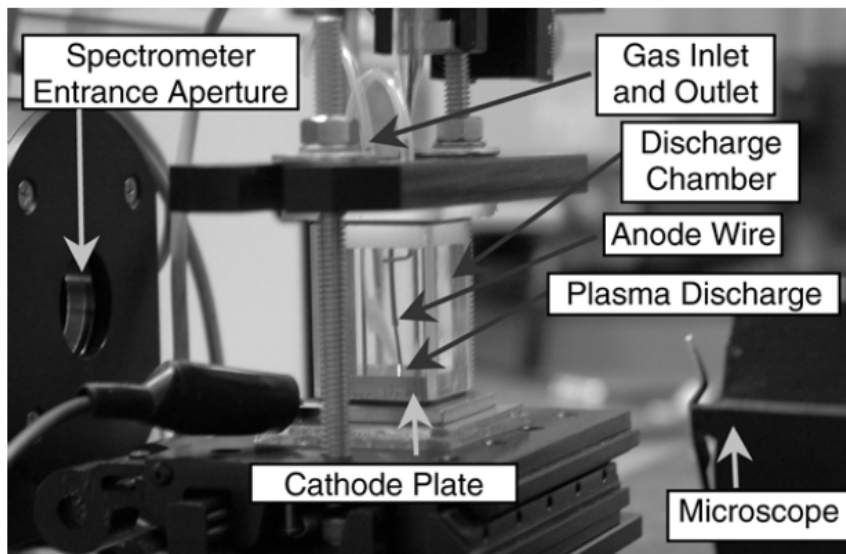 Spectrometer
Entrance Aperture
Gas Inlet
and Outlet
Discharge
Chamber
Anode Wire
Plasma Discharge
Cathode Plate
Microscope